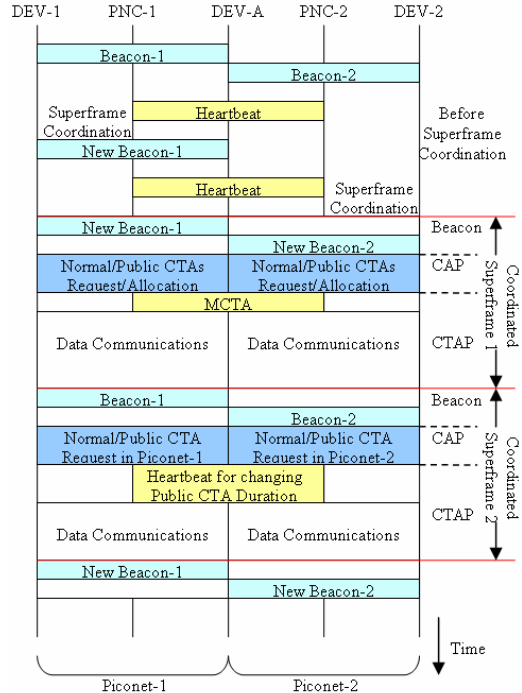 DEV-1 PNC-1 DEV-A PNC-2 DEV-2
Beacon-1
Beacon-2
Superframe
Coordination
Heartbeat
Before
Superframe
Coordination
New Beacon-1
Heartbeat
Superframe
Coordination
New Beacon-1
Beacon
New Beacon-2
Normal/Public CTAs
Request/Allocation
Normal/Public CTAs
Request/Allocation
CAP
MCTA
Data Communications
Data Communications
CTAP
Coordinated
Superframe 1
Beacon-1
Beacon
Beacon-2
Normal/Public CTA
Request in Piconet-1
Normal/Public CTA
Request in Piconet-2
CAP
Heartbeat for changing
Public CTA Duration
Data Communications
Data Communications
CTAP
Coordinated
Superframe 2
New Beacon-1
New Beacon-2
Time
Piconet-1
Piconet-2